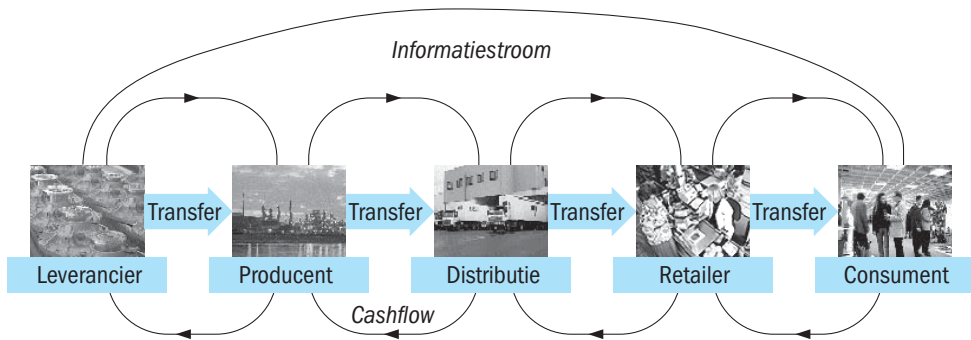 Informatiestroom
Transfer Transfer Transfer Transfer
Leverancier Producent Distributie Retailer Consument
Cashflow